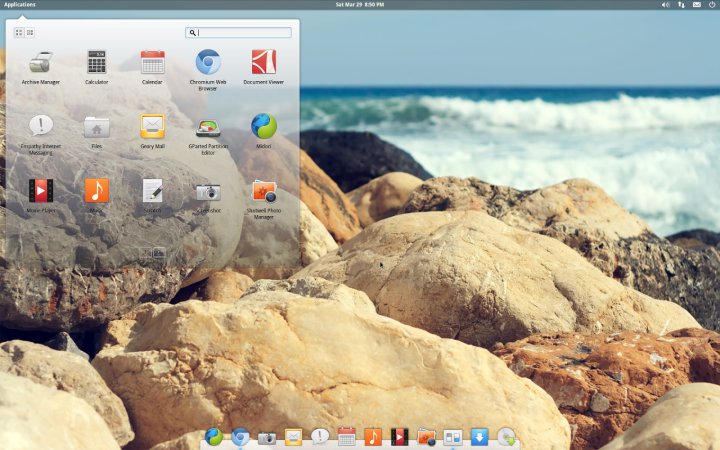 Applications
Sat Mar 29 8:50 PM
Archive Manager
Calculator
Calendar
Chromium Web
Browser
Document Viewer
Empathy Internet
Messaging
Files
Geary Mail
GParted Partition
Editor
Midori
Movie Player
Music
Scratch
Screenshot
Shotwell Photo
Manager